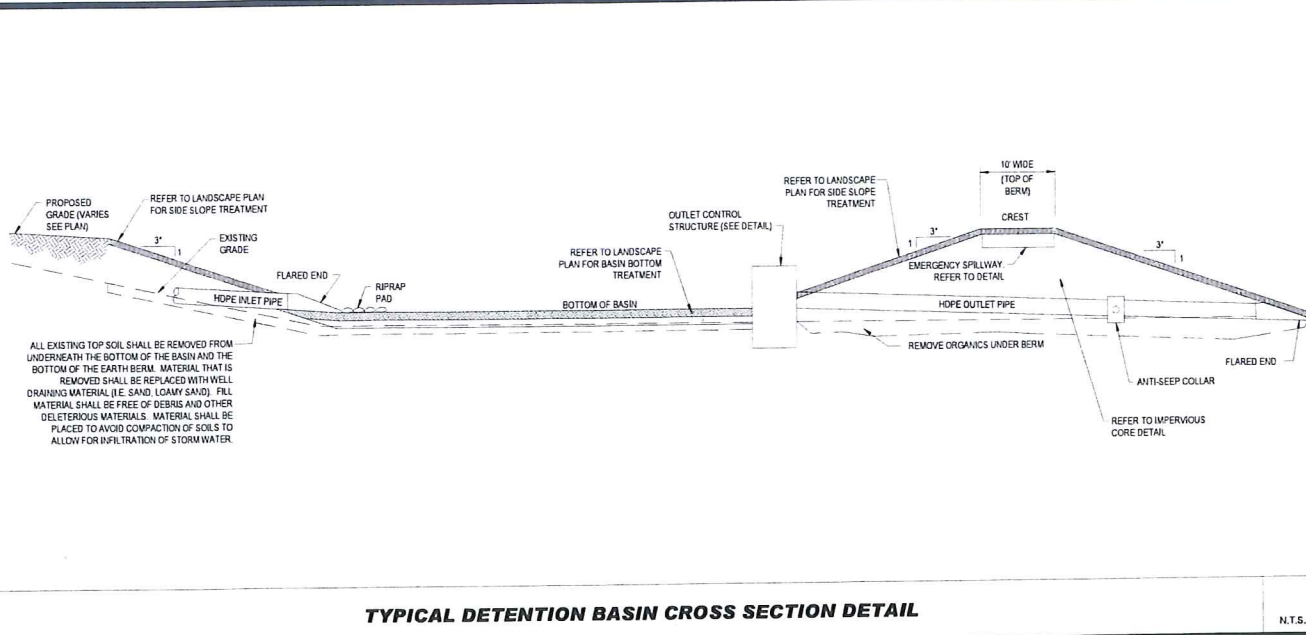 PROPOSED
GRADE (VARIES
SEE PLAN)
REFER TO LANDSCAPE PLAN
FOR SIDE SLOPE TREATMENT
3"
1
EXISTING
GRADE
FLARED END
HDPE INLET PIPE
RIPRAP
PAD
ALL EXISTING TOP SOIL SHALL BE REMOVED FROM
UNDERNEATH THE BOTTOM OF THE BASIN AND THE
BOTTOM OF THE EARTH BERM. MATERIAL THAT IS
REMOVED SHALL BE REPLACED WITH WELL
DRAINING MATERIAL (I.E. SAND, LOAMY SAND). FILL
MATERIAL SHALL BE FREE OF DEBRIS AND OTHER
DELETERIOUS MATERIALS. MATERIAL SHALL BE
PLACED TO AVOID COMPACTION OF SOILS TO
ALLOW FOR INFILTRATION OF STORM WATER.
REFER TO LANDSCAPE
PLAN FOR BASIN BOTTOM
TREATMENT
BOTTOM OF BASIN
OUTLET CONTROL
STRUCTURE (SEE DETAIL)
REFER TO LANDSCAPE
PLAN FOR SIDE SLOPE
TREATMENT
1
3"
10' WIDE
(TOP OF
BERM)
CREST
EMERGENCY SPILLWAY.
REFER TO DETAIL
3"
1
HDPE OUTLET PIPE
REMOVE ORGANICS UNDER BERM
FLARED END
ANTI-SEEP COLLAR
REFER TO IMPERVIOUS
CORE DETAIL
TYPICAL DETENTION BASIN CROSS SECTION DETAIL
N.T.S.